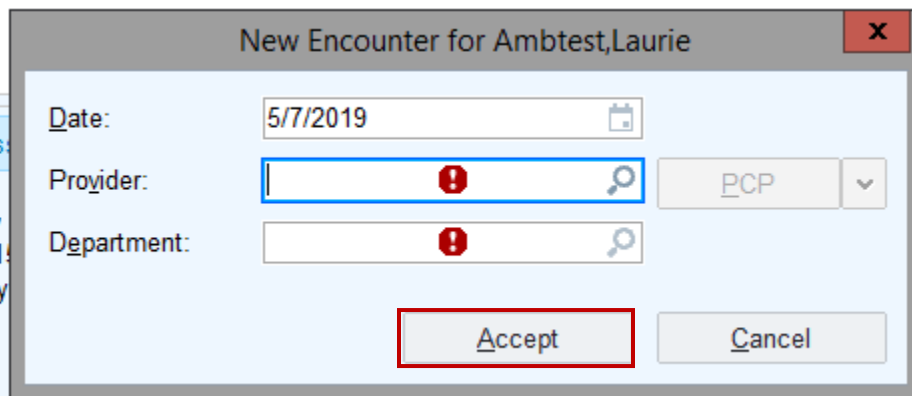 New Encounter for Ambtest,Laurie
x
Date: 5/7/2019
Provider: PCP
Department:
Accept Cancel